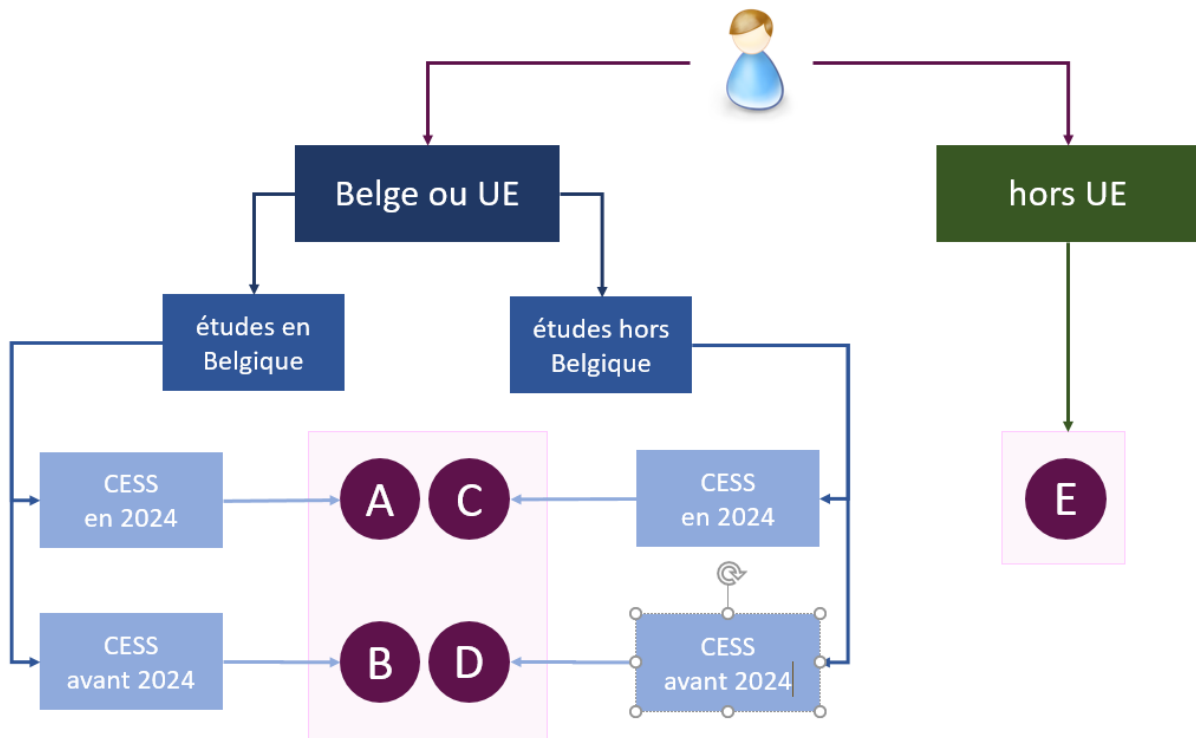 Belge ou UE
hors UE
études en
Belgique
études hors
Belgique
CESS
en 2024
A
C
CESS
en 2024
E
CESS
avant 2024
B
D
CESS
avant 2024